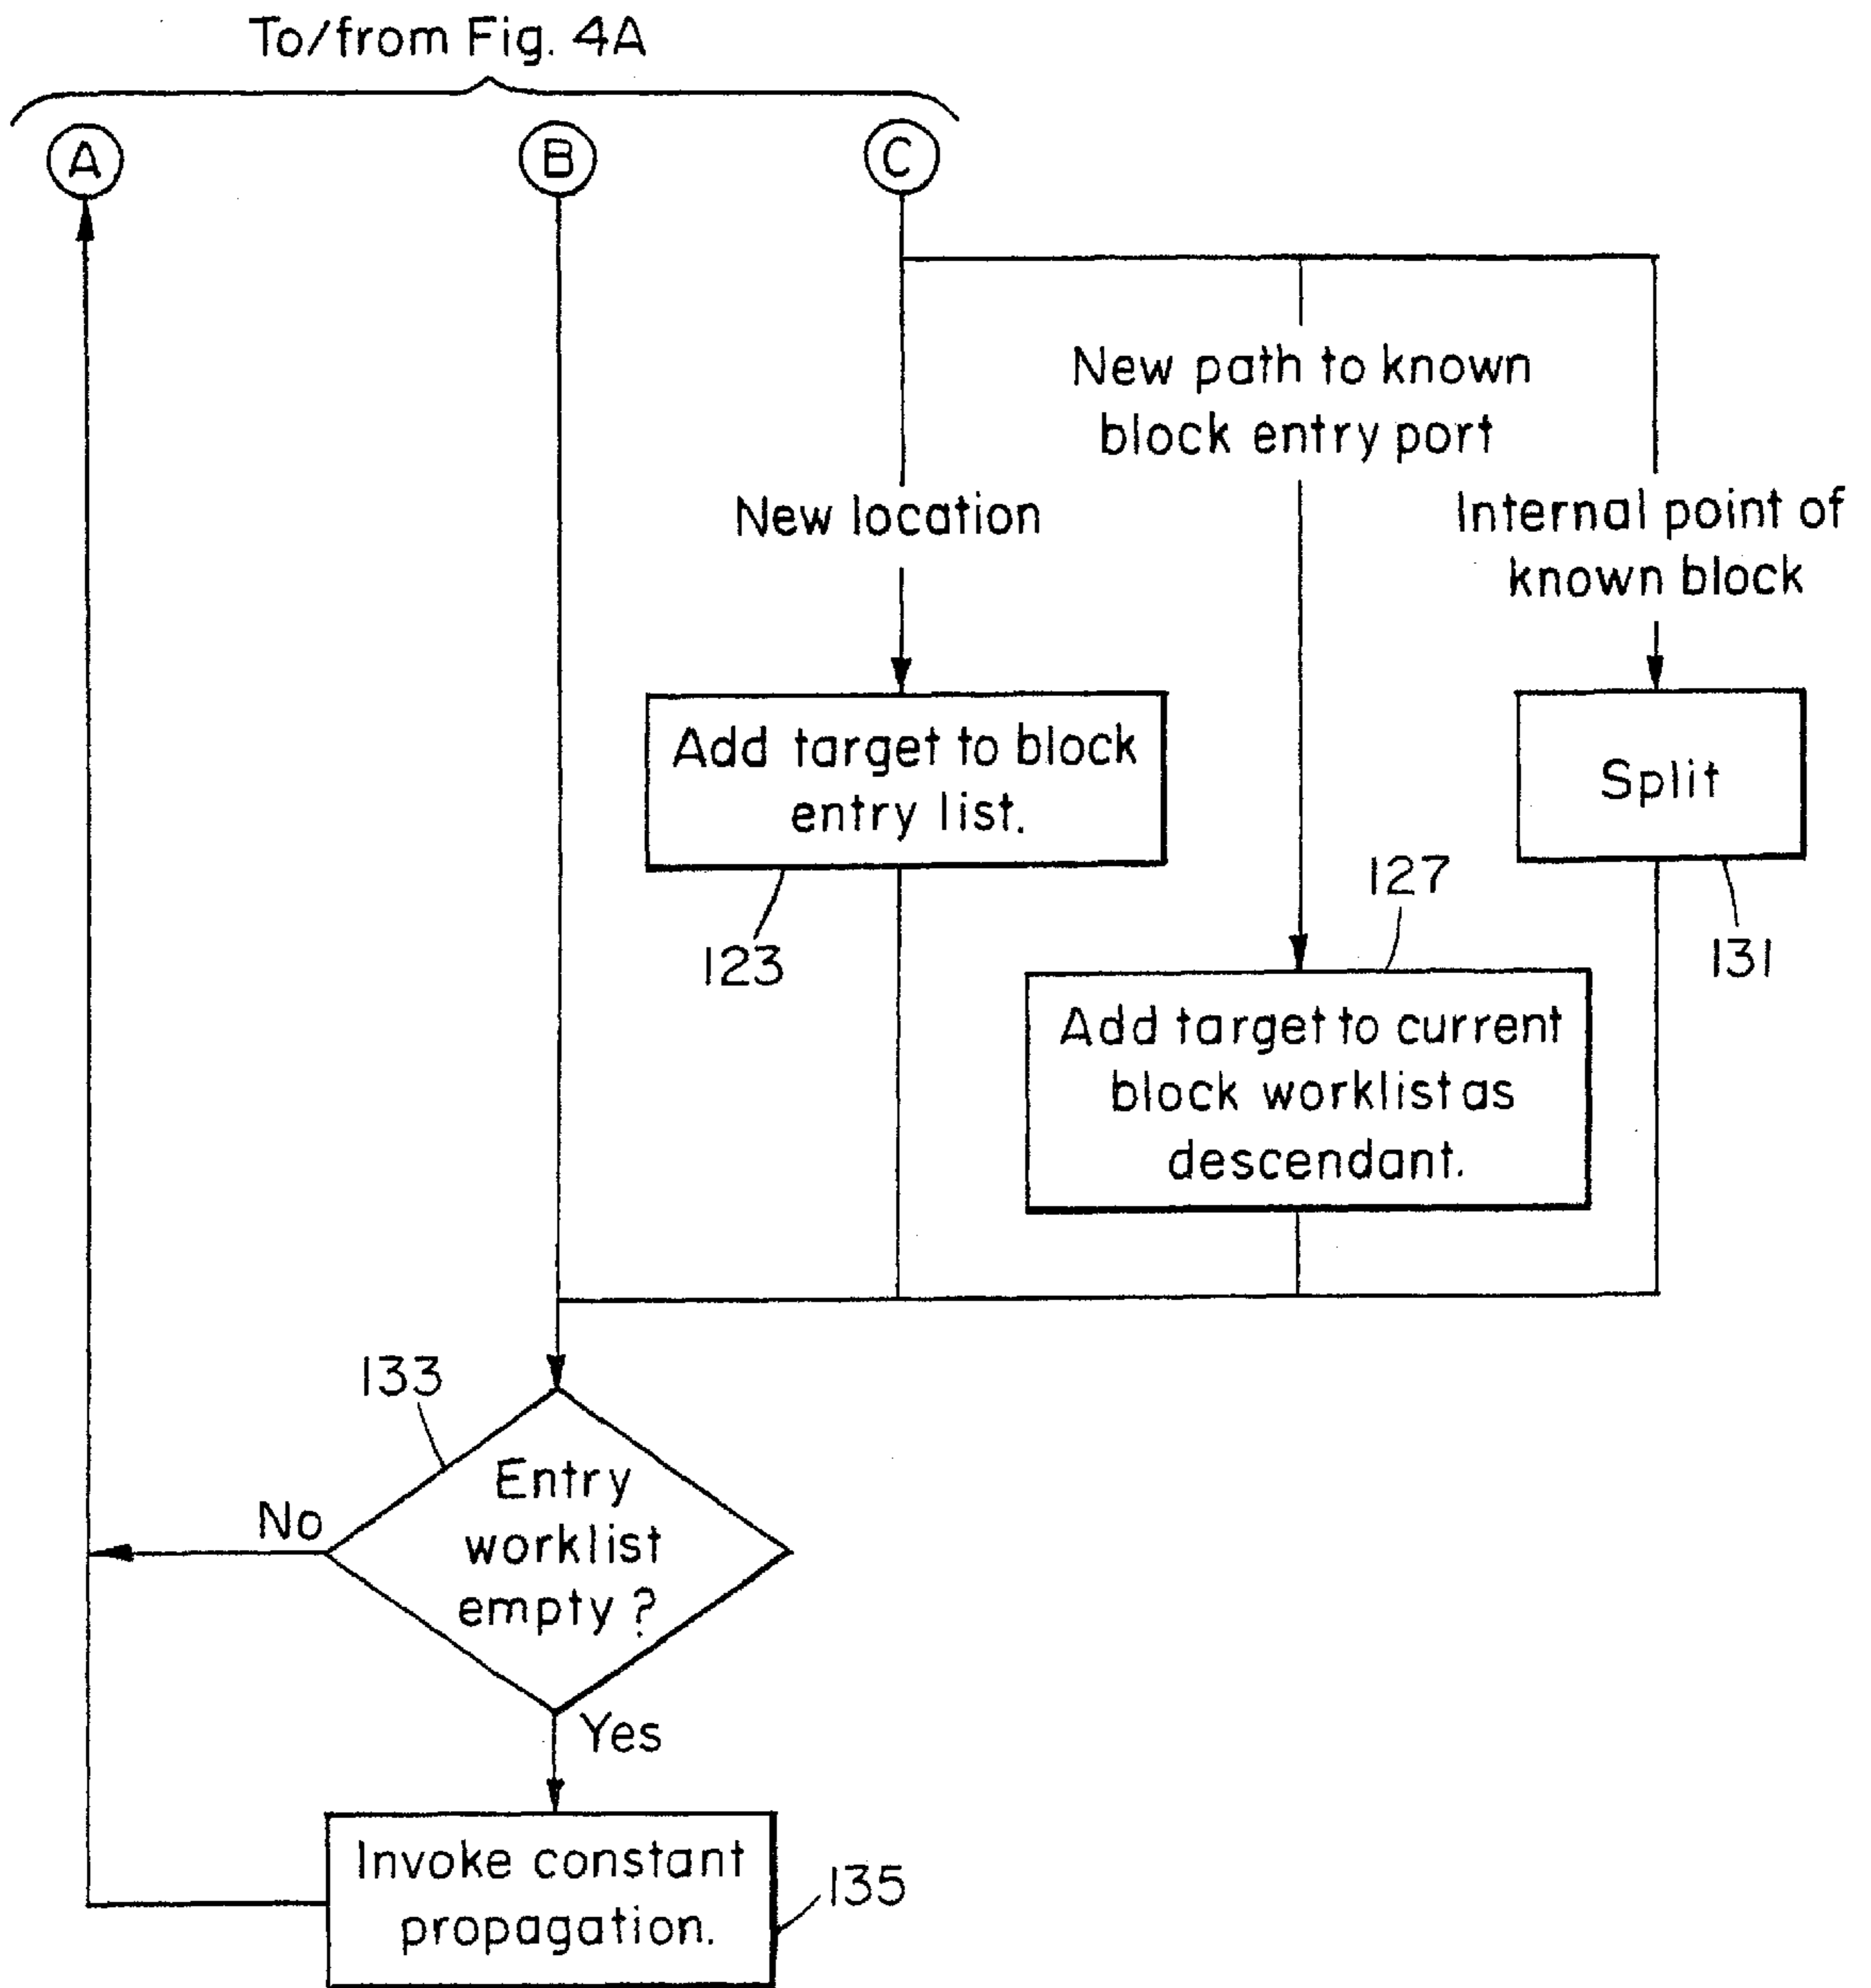 To/from Fig. 4A
A
B
C
New path to known
block entry port
New location
Internal point of
known block
Add target to block
entry list.
Split
123
127
131
Add target to current
block worklist as
descendant.
133
Entry
worklist
empty ?
No
Yes
Invoke constant
propagation.
135